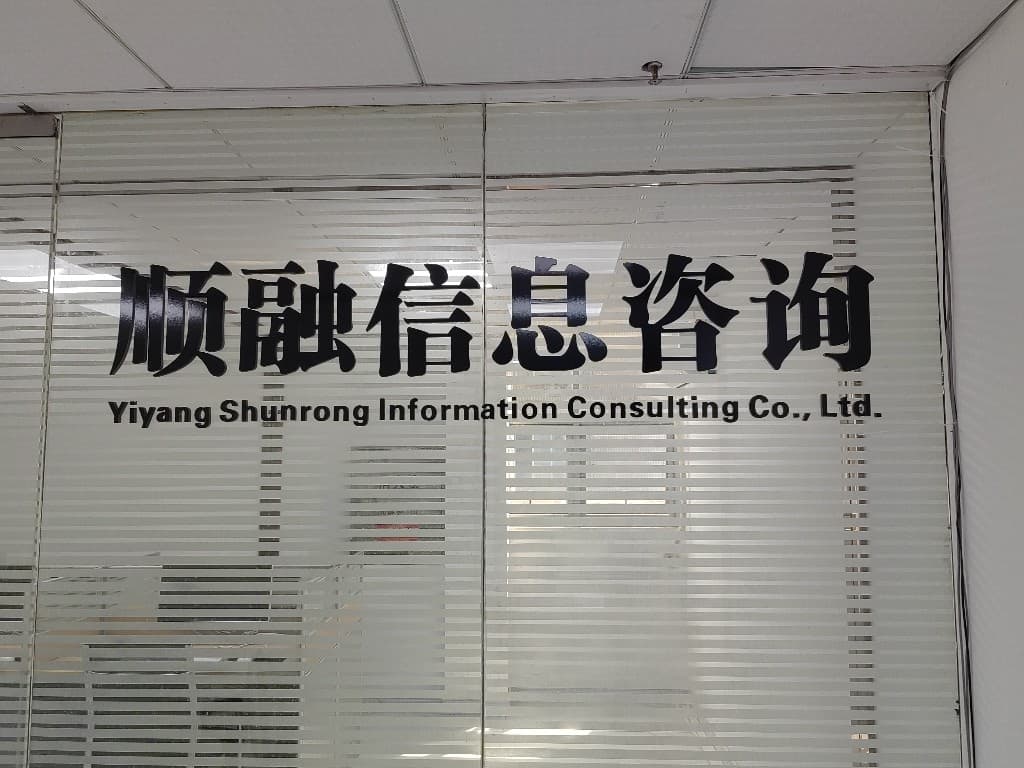 顺融信息咨询
Yiyang Shunrong Information Consulting Co., Ltd.